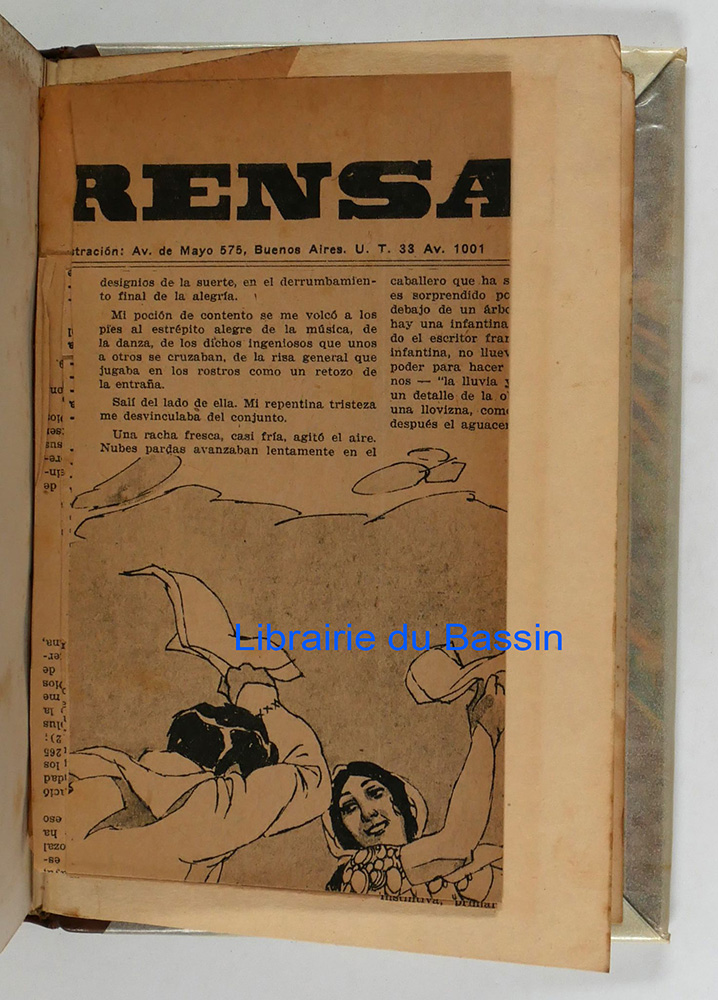 RENSA
stración: Av. de Mayo 575, Buenos Aires. U. T. 33 Av. 1001
designios de la suerte, en el derrumbamien-
to final de la alegría.
Mi poción de contento se me volcó a los
pies al estrépito alegre de la música, de
la danza, de los dichos ingeniosos que unos
a otros se cruzaban, de la risa general que
jugaba en los rostros como un retozo de
la entraña.
Salí del lado de ella. Mi repentina tristeza
me desvinculaba del conjunto.
Una racha fresca, casi fría, agitó el aire.
Nubes pardas avanzaban lentamente en el
caballero que ha s
es sorprendido po
debajo de un árbo
hay una infantina
do el escritor fra
infantina, no lluev
poder para hacer
nos — "la lluvia y
un detalle de la o
una llovizna, com
después el aguacer
Librairie du Bassin
instintiva, primar